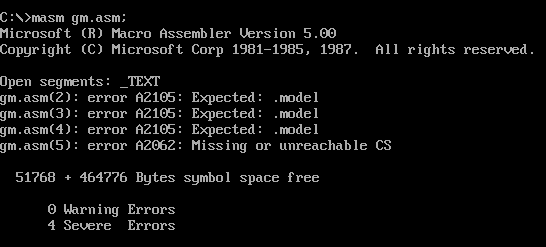 C:\>masm gm.asm;
Microsoft (R) Macro Assembler Version 5.00
Copyright (C) Microsoft Corp 1981-1985, 1987.  All rights reserved.
Open segments: _TEXT
gm.asm(2): error A2105: Expected: .model
gm.asm(3): error A2105: Expected: .model
gm.asm(4): error A2105: Expected: .model
gm.asm(5): error A2062: Missing or unreachable CS
51768 + 464776 Bytes symbol space free
0 Warning Errors
4 Severe  Errors